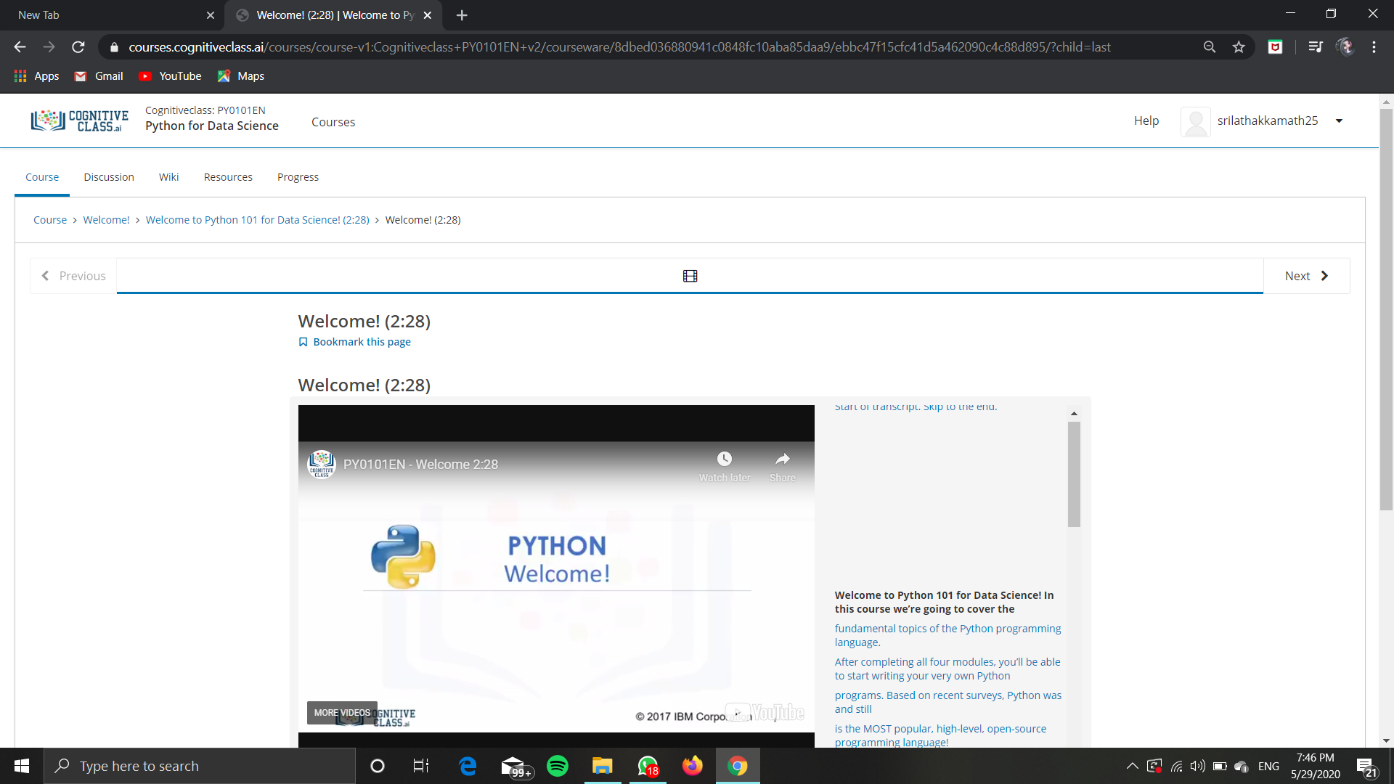 New Tab
Welcome! (2:28) | Welcome to Py
courses.cognitiveclass.ai/courses/course-v1:Cognitiveclass+PY0101EN+v2/courseware/8dbed036880941c0848fc10aba85daa9/ebbc47f15cfc41d5a462090c4c88d895/?child=last
Apps Gmail YouTube Maps
COGNITIVE CLASS.ai
Cognitiveclass: PY0101EN
Python for Data Science
Courses
Help
srilathakkamath25
Course Discussion Wiki Resources Progress
Course > Welcome! > Welcome to Python 101 for Data Science! (2:28) > Welcome! (2:28)
Previous
Next
Welcome! (2:28)
Bookmark this page
Welcome! (2:28)
PY0101EN - Welcome 2:28
Watch later
Share
PYTHON
Welcome!
MORE VIDEOS
COGNITIVE CLASS.ai
© 2017 IBM
YouTube
Start of transcript. Skip to the end.
Welcome to Python 101 for Data Science! In
this course we're going to cover the
fundamental topics of the Python programming
language.
After completing all four modules, you'll be able
to start writing your very own Python
programs. Based on recent surveys, Python was
and still
is the MOST popular, high-level, open-source
programming language!
Type here to search
99+
18
ENG
7:46 PM
5/29/2020
21